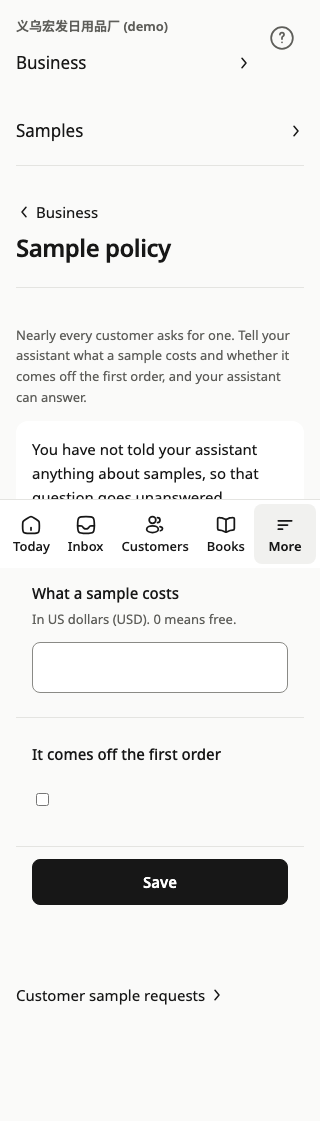 义乌宏发日用品厂 (demo)
Business
Samples
Business
Sample policy
Nearly every customer asks for one. Tell your
assistant what a sample costs and whether it
comes off the first order, and your assistant
can answer.
You have not told your assistant
anything about samples, so that
question goes unanswered
Today
Inbox
Customers
Books
More
What a sample costs
In US dollars (USD). 0 means free.
It comes off the first order
Save
Customer sample requests